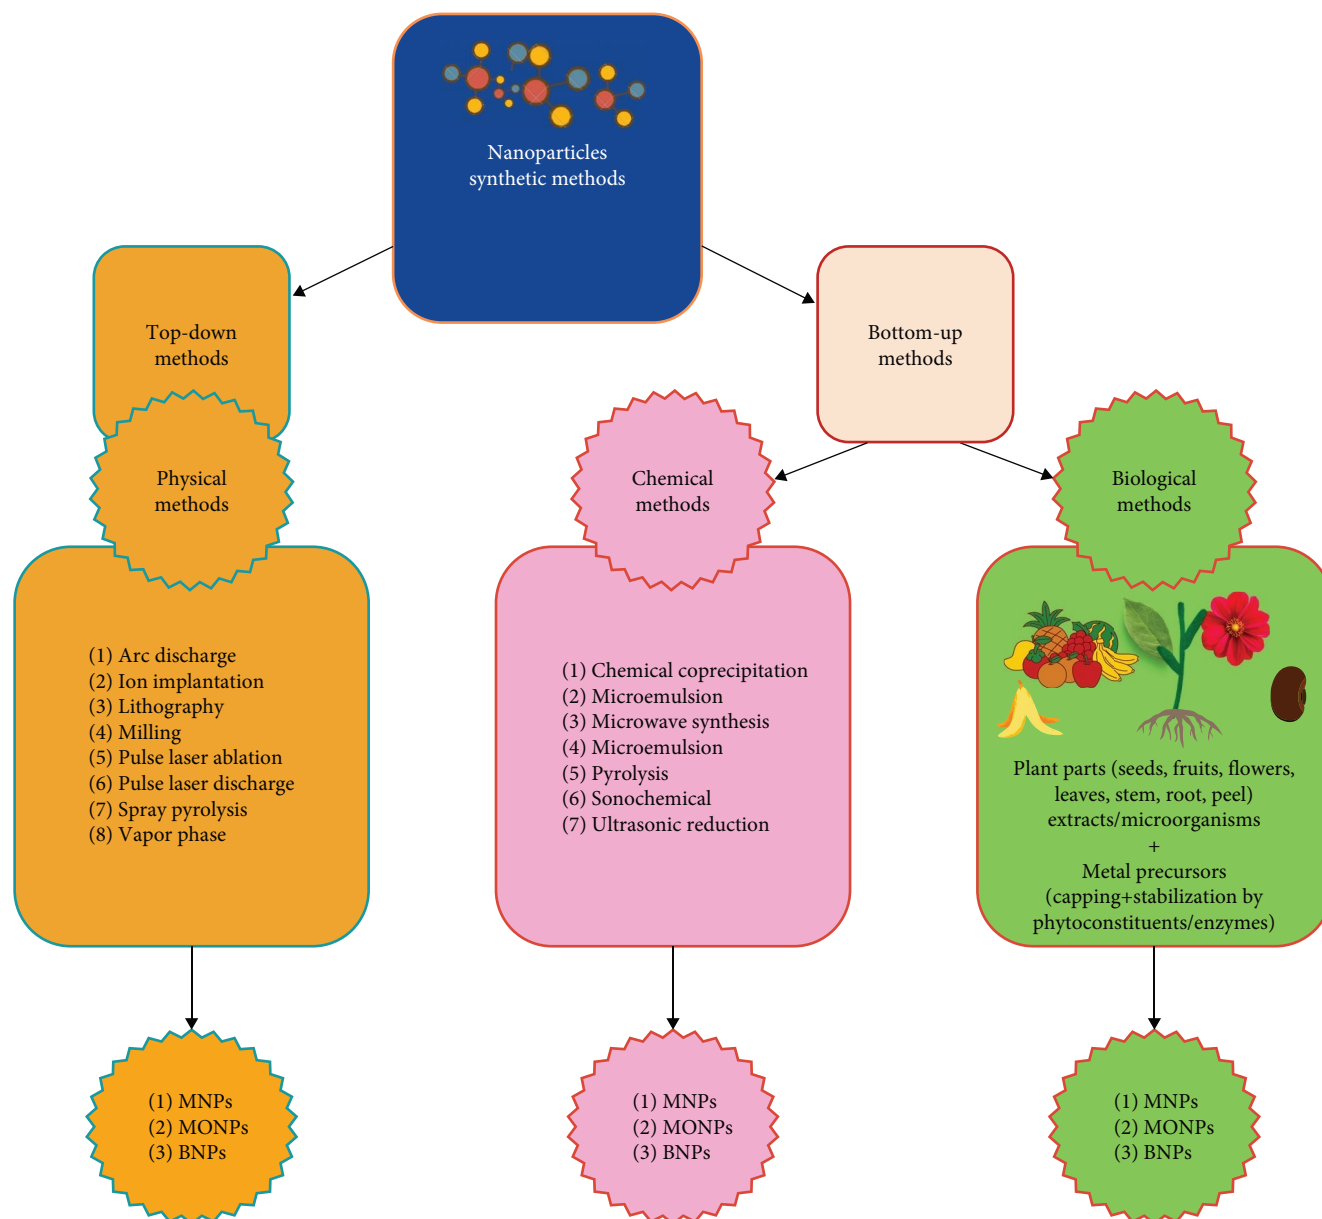 Nanoparticles
synthetic methods
Top-down
methods
Bottom-up
methods
Physical
methods
Chemical
methods
Biological
methods
(1) Arc discharge
(2) Ion implantation
(3) Lithography
(4) Milling
(5) Pulse laser ablation
(6) Pulse laser discharge
(7) Spray pyrolysis
(8) Vapor phase
(1) Chemical coprecipitation
(2) Microemulsion
(3) Microwave synthesis
(4) Microemulsion
(5) Pyrolysis
(6) Sonochemical
(7) Ultrasonic reduction
Plant parts (seeds, fruits, flowers,
leaves, stem, root, peel)
extracts/microorganisms
+
Metal precursors
(capping+stabilization by
phytoconstituents/enzymes)
(1) MNPs
(2) MONPs
(3) BNPs
(1) MNPs
(2) MONPs
(3) BNPs
(1) MNPs
(2) MONPs
(3) BNPs